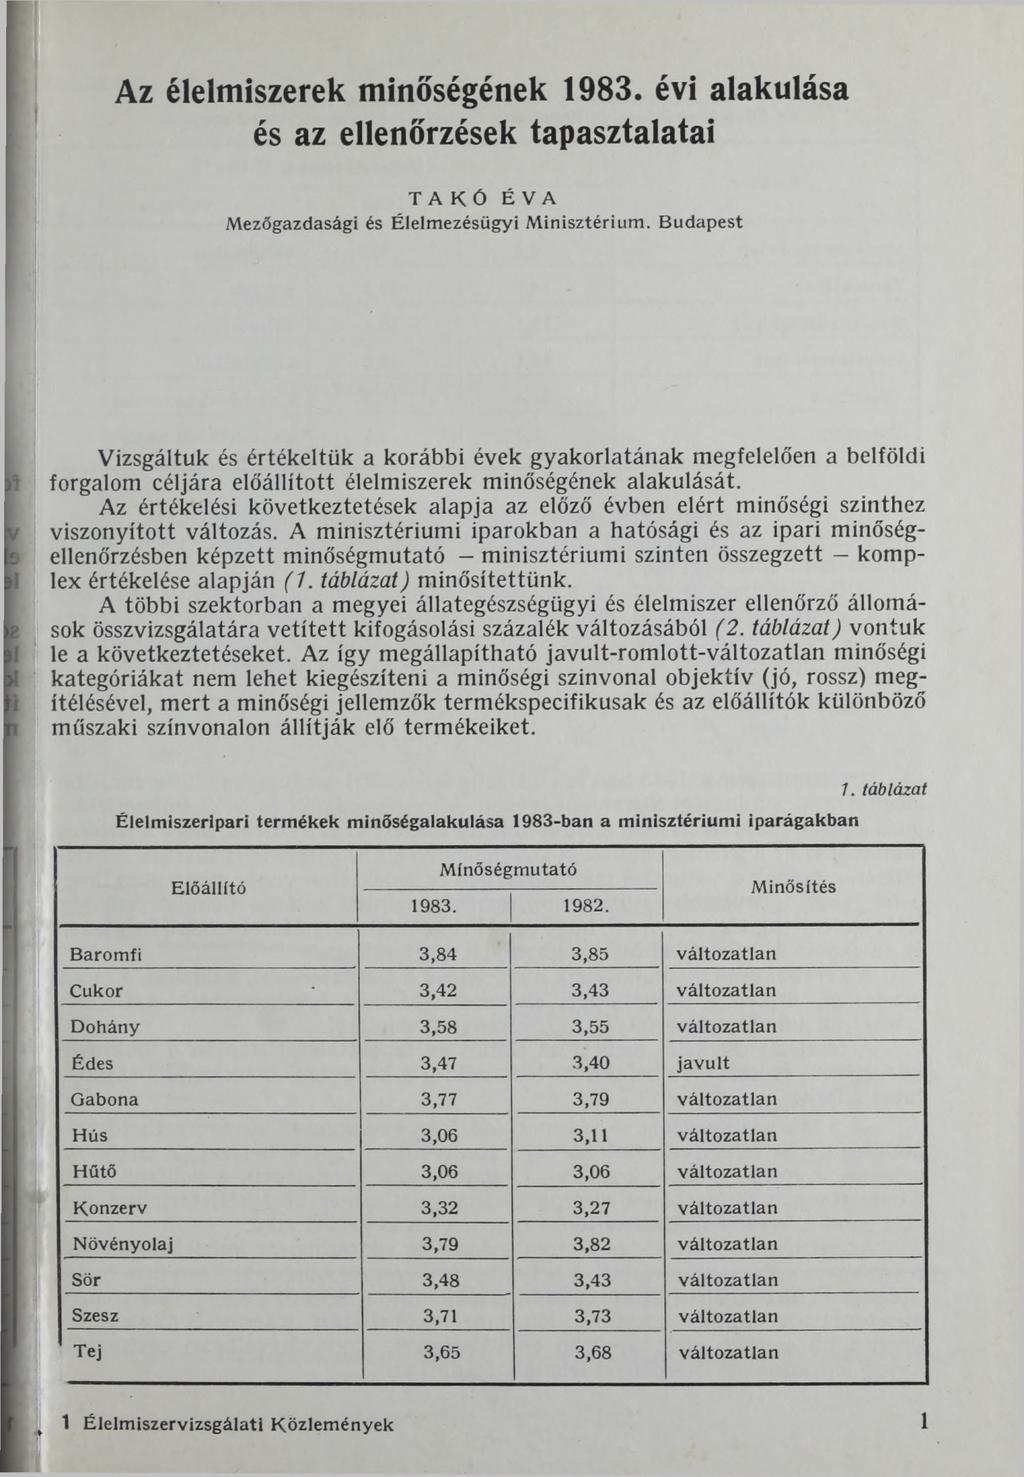 Az élelmiszerek minőségének 1983. évi alakulása
és az ellenőrzések tapasztalatai
TAKÓ ÉVA
Mezőgazdasági és Élelmezésügyi Minisztérium. Budapest
Vizsgáltuk és értékeltük a korábbi évek gyakorlatának megfelelően a belföldi
forgalom céljára előállított élelmiszerek minőségének alakulását.
Az értékelési következtetések alapja az előző évben elért minőségi szinthez
viszonyított változás. A minisztériumi iparokban a hatósági és az ipari minőség-
ellenőrzésben képzett minőségmutató — minisztériumi szinten összegzett — komp-
lex értékelése alapján (1. táblázat) minősítettünk.
A többi szektorban a megyei állategészségügyi és élelmiszer ellenőrző állomá-
sok összvizsgálatára vetített kifogásolási százalék változásából (2. táblázat) vontuk
le a következtetéseket. Az így megállapítható javult-romlott-változatlan minőségi
kategóriákat nem lehet kiegészíteni a minőségi szinvonal objektív (jó, rossz) meg-
ítélésével, mert a minőségi jellemzők termékspecifikusak és az előállítók különböző
műszaki színvonalon állítják elő termékeiket.
1. táblázat
Élelmiszeripari termékek minőségalakulása 1983-ban a minisztériumi iparágakban
Előállító Minőségmutató Minősítés
1983. 1982.
Baromfi 3,84 3,85 változatlan
Cukor 3,42 3,43 változatlan
Dohány 3,58 3,55 változatlan
Édes 3,47 3,40 javult
Gabona 3,77 3,79 változatlan
Hús 3,06 3,11 változatlan
Hűtő 3,06 3,06 változatlan
Konzerv 3,32 3,27 változatlan
Növényolaj 3,79 3,82 változatlan
Sör 3,48 3,43 változatlan
Szesz 3,71 3,73 változatlan
Tej 3,65 3,68 változatlan
1 Élelmiszervizsgálati Közlemények 1